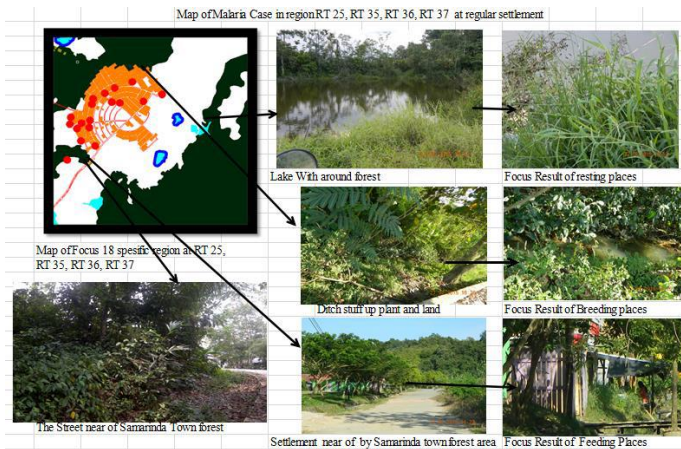 Map of Malaria Case in region RT 25, RT 35, RT 36, RT 37 at regular settlement
Lake With around forest
Focus Result of resting places
Map of Focus 18 spesific region at RT 25,
RT 35, RT 36, RT 37
Ditch stuff up plant and land
Focus Result of Breeding places
The Street near of Samarinda Town forest
Settlement near of by Samarinda town forest area
Focus Result of Feeding Places